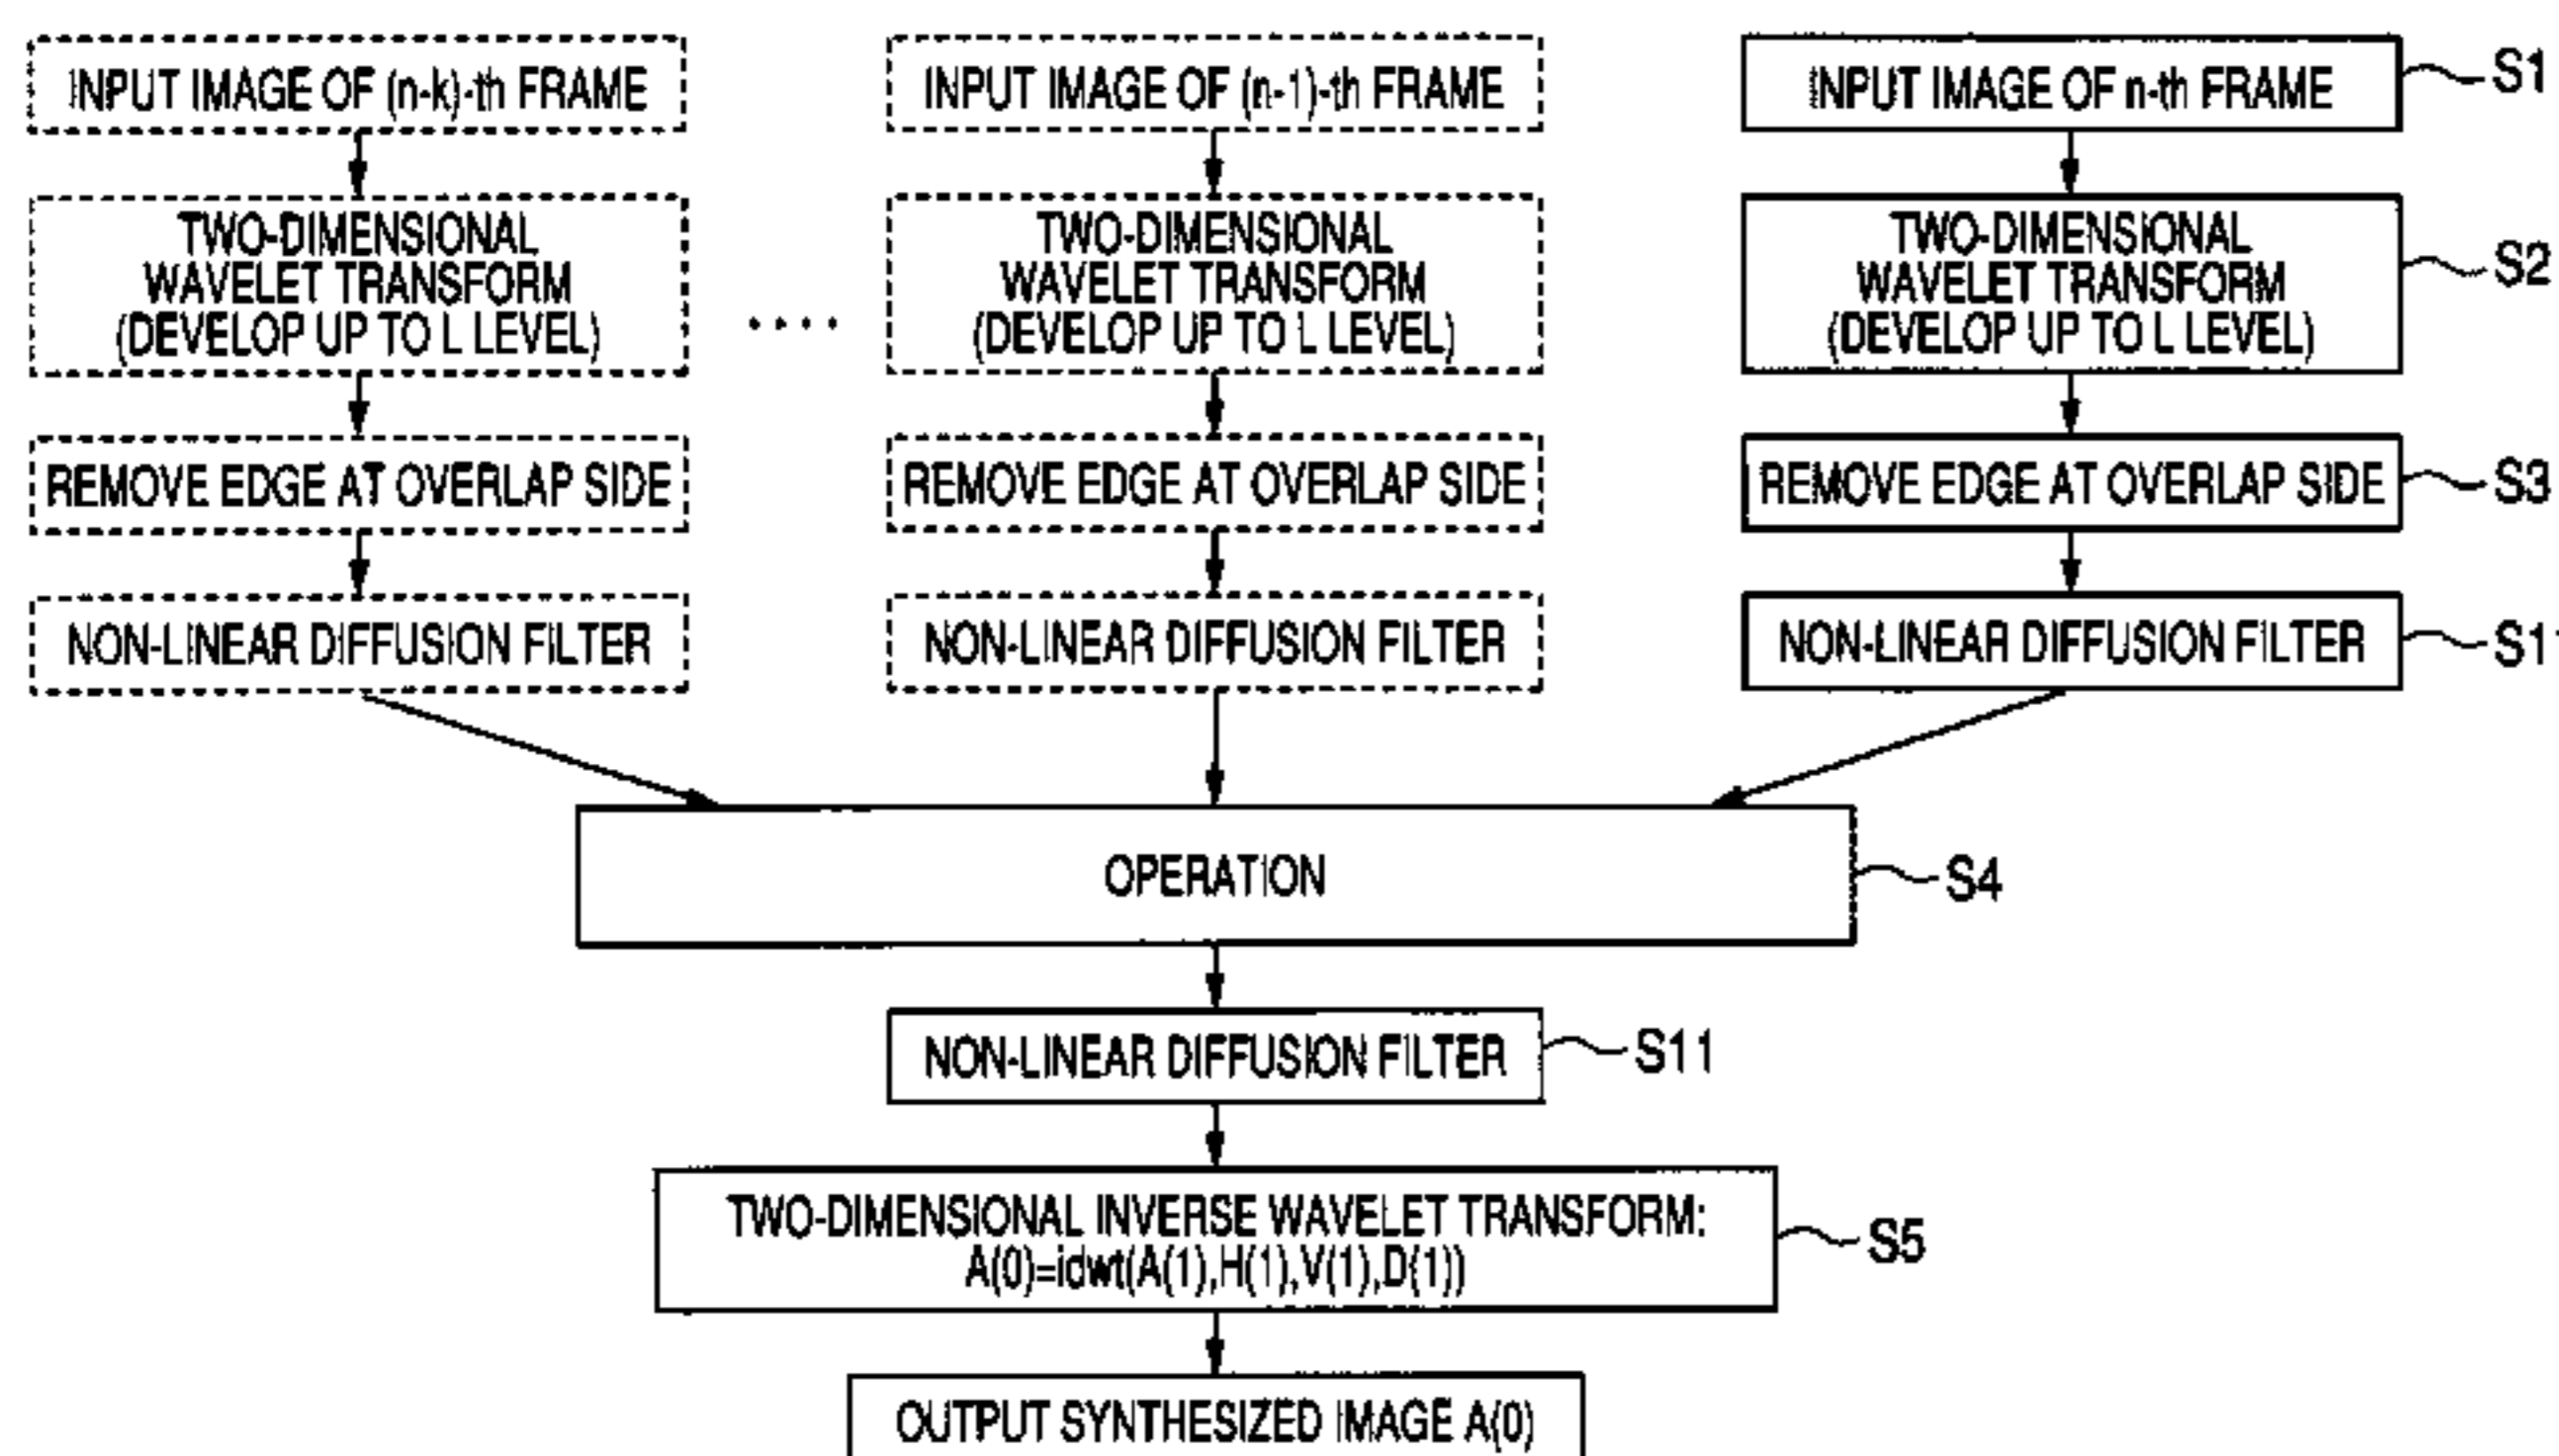 INPUT IMAGE OF (n-k)-th FRAME
TWO-DIMENSIONAL
WAVELET TRANSFORM
(DEVELOP UP TO L LEVEL)
REMOVE EDGE AT OVERLAP SIDE
NON-LINEAR DIFFUSION FILTER
....
INPUT IMAGE OF (n-1)-th FRAME
TWO-DIMENSIONAL
WAVELET TRANSFORM
(DEVELOP UP TO L LEVEL)
REMOVE EDGE AT OVERLAP SIDE
NON-LINEAR DIFFUSION FILTER
INPUT IMAGE OF n-th FRAME
S1
TWO-DIMENSIONAL
WAVELET TRANSFORM
(DEVELOP UP TO L LEVEL)
S2
REMOVE EDGE AT OVERLAP SIDE
S3
NON-LINEAR DIFFUSION FILTER
OPERATION
S4
NON-LINEAR DIFFUSION FILTER
S11
TWO-DIMENSIONAL INVERSE WAVELET TRANSFORM:
A(0)=idwt(A(1),H(1),V(1),D(1))
S5
OUTPUT SYNTHESIZED IMAGE A(0)